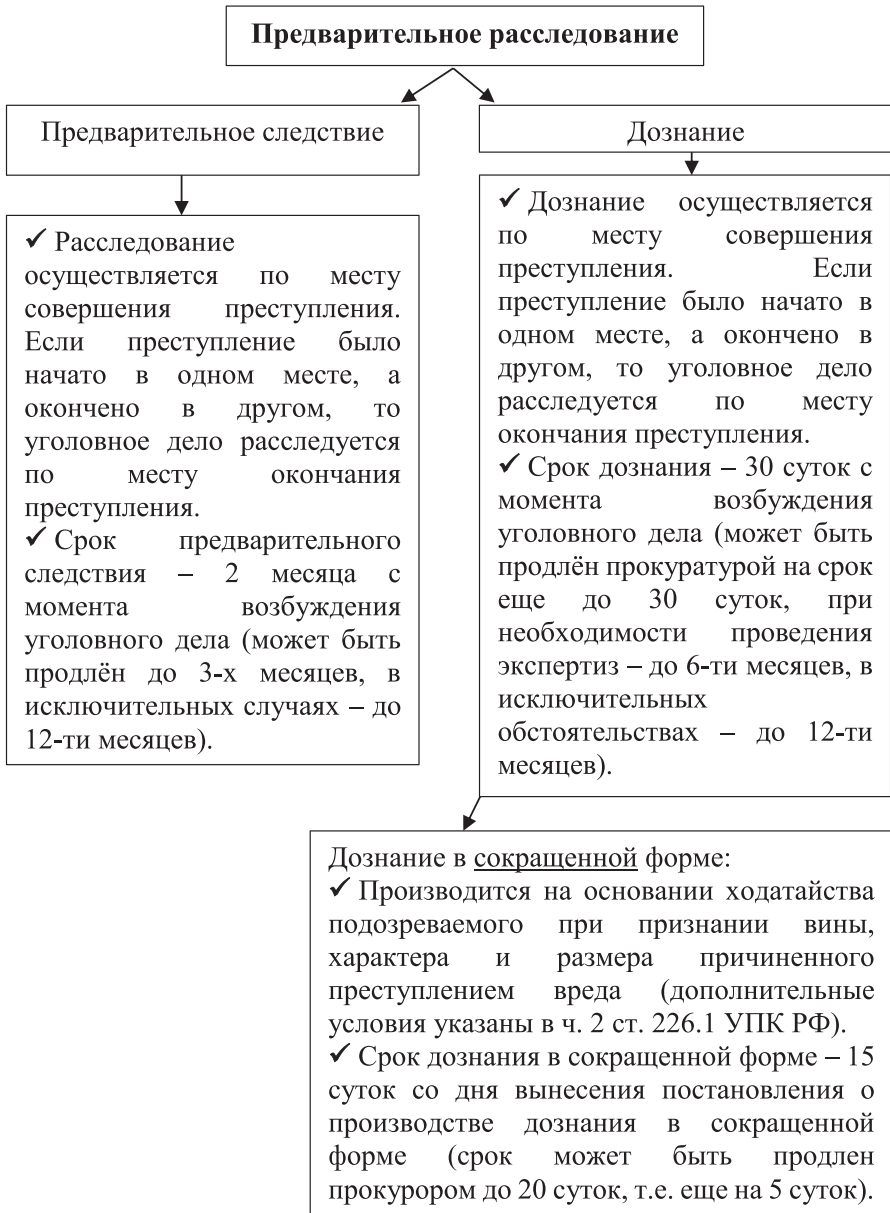 Предварительное расследование
Предварительное следствие
✓ Расследование
осуществляется по месту
совершения преступления.
Если преступление было
начато в одном месте, а
окончено в другом, то
уголовное дело расследуется
по месту окончания
преступления.
✓ Срок предварительного
следствия – 2 месяца с
момента возбуждения
уголовного дела (может быть
продлён до 3-х месяцев, в
исключительных случаях – до
12-ти месяцев).
Дознание
✓ Дознание осуществляется
по месту совершения
преступления. Если
преступление было начато в
одном месте, а окончено в
другом, то уголовное дело
расследуется по месту
окончания преступления.
✓ Срок дознания – 30 суток с
момента возбуждения
уголовного дела (может быть
продлён прокуратурой на срок
еще до 30 суток, при
необходимости проведения
экспертиз – до 6-ти месяцев, в
исключительных
обстоятельствах – до 12-ти
месяцев).
Дознание в сокращенной форме:
✓ Производится на основании ходатайства
подозреваемого при признании вины,
характера и размера причиненного
преступлением вреда (дополнительные
условия указаны в ч. 2 ст. 226.1 УПК РФ).
✓ Срок дознания в сокращенной форме – 15
суток со дня вынесения постановления о
производстве дознания в сокращенной
форме (срок может быть продлен
прокурором до 20 суток, т.е. еще на 5 суток).